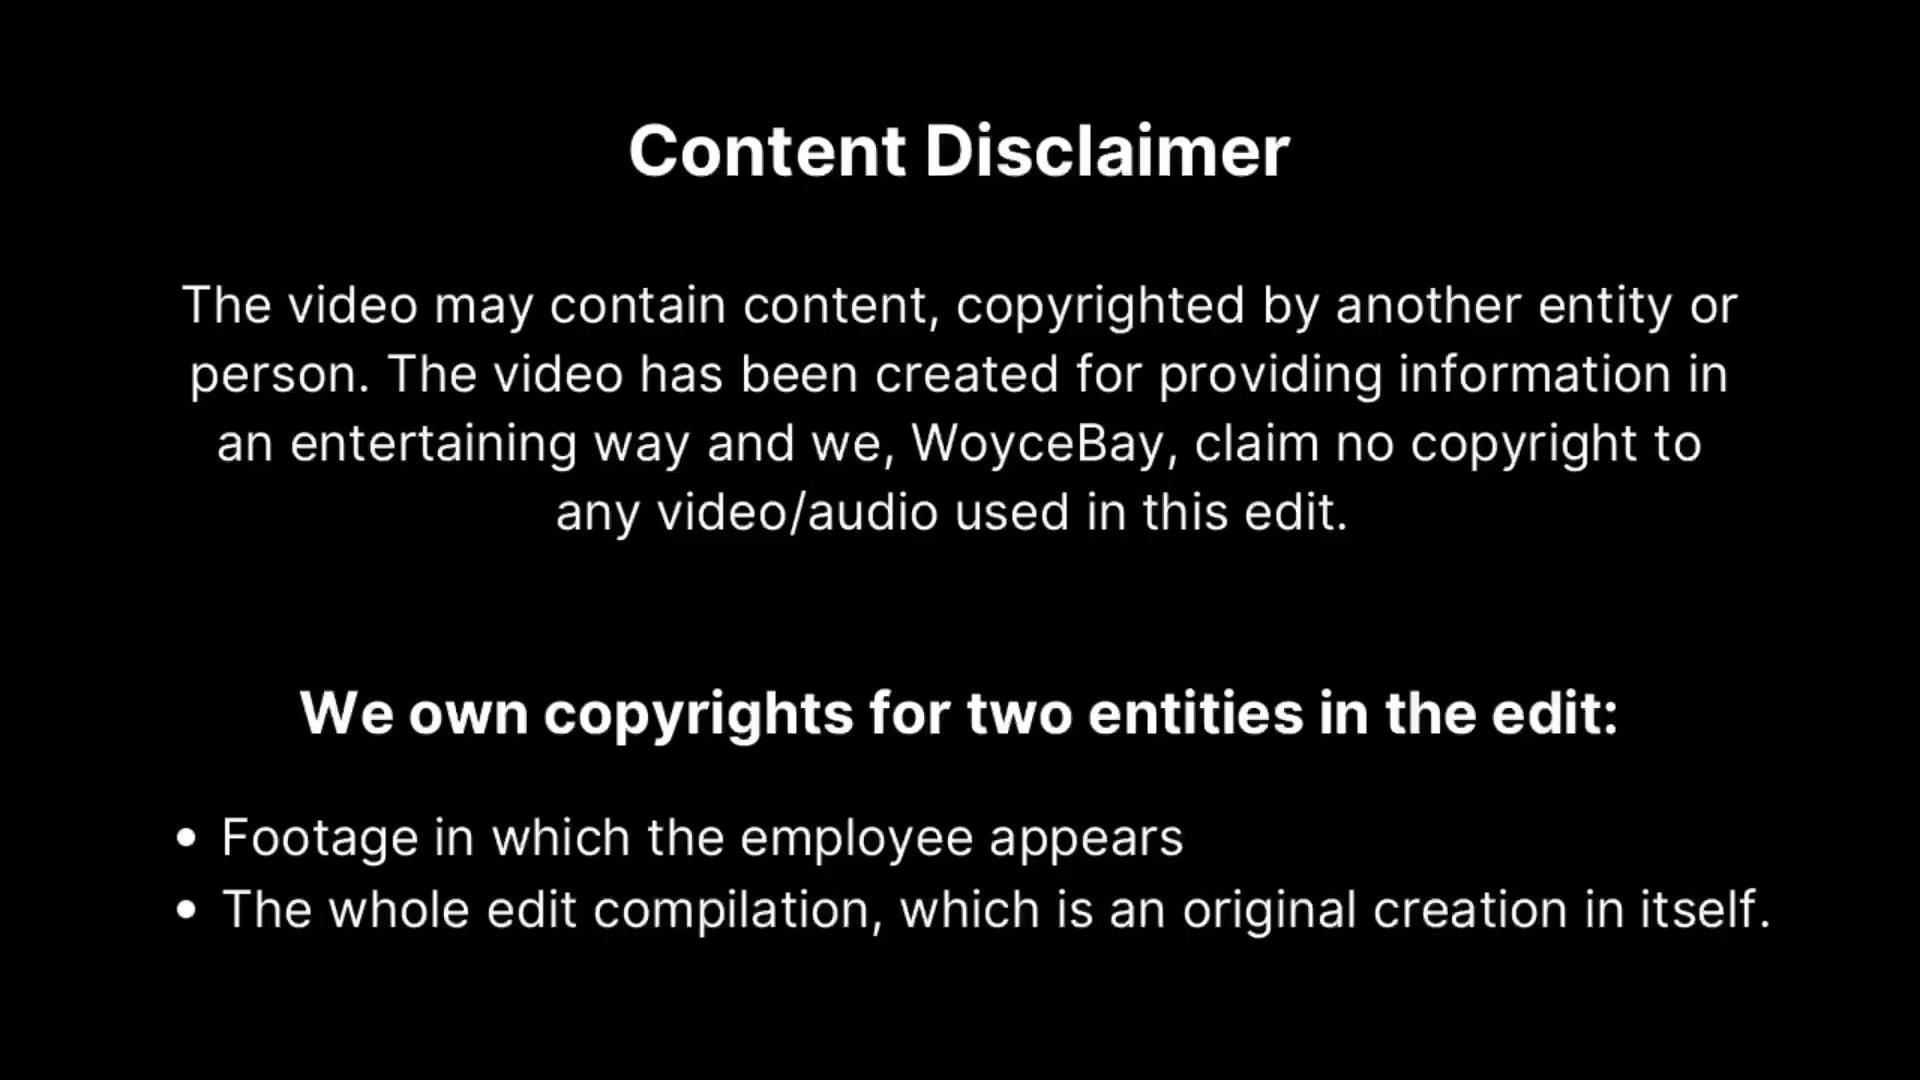 Content Disclaimer
The video may contain content, copyrighted by another entity or
person. The video has been created for providing information in
an entertaining way and we, WoyceBay, claim no copyright to
any video/audio used in this edit.
We own copyrights for two entities in the edit:
• Footage in which the employee appears
• The whole edit compilation, which is an original creation in itself.